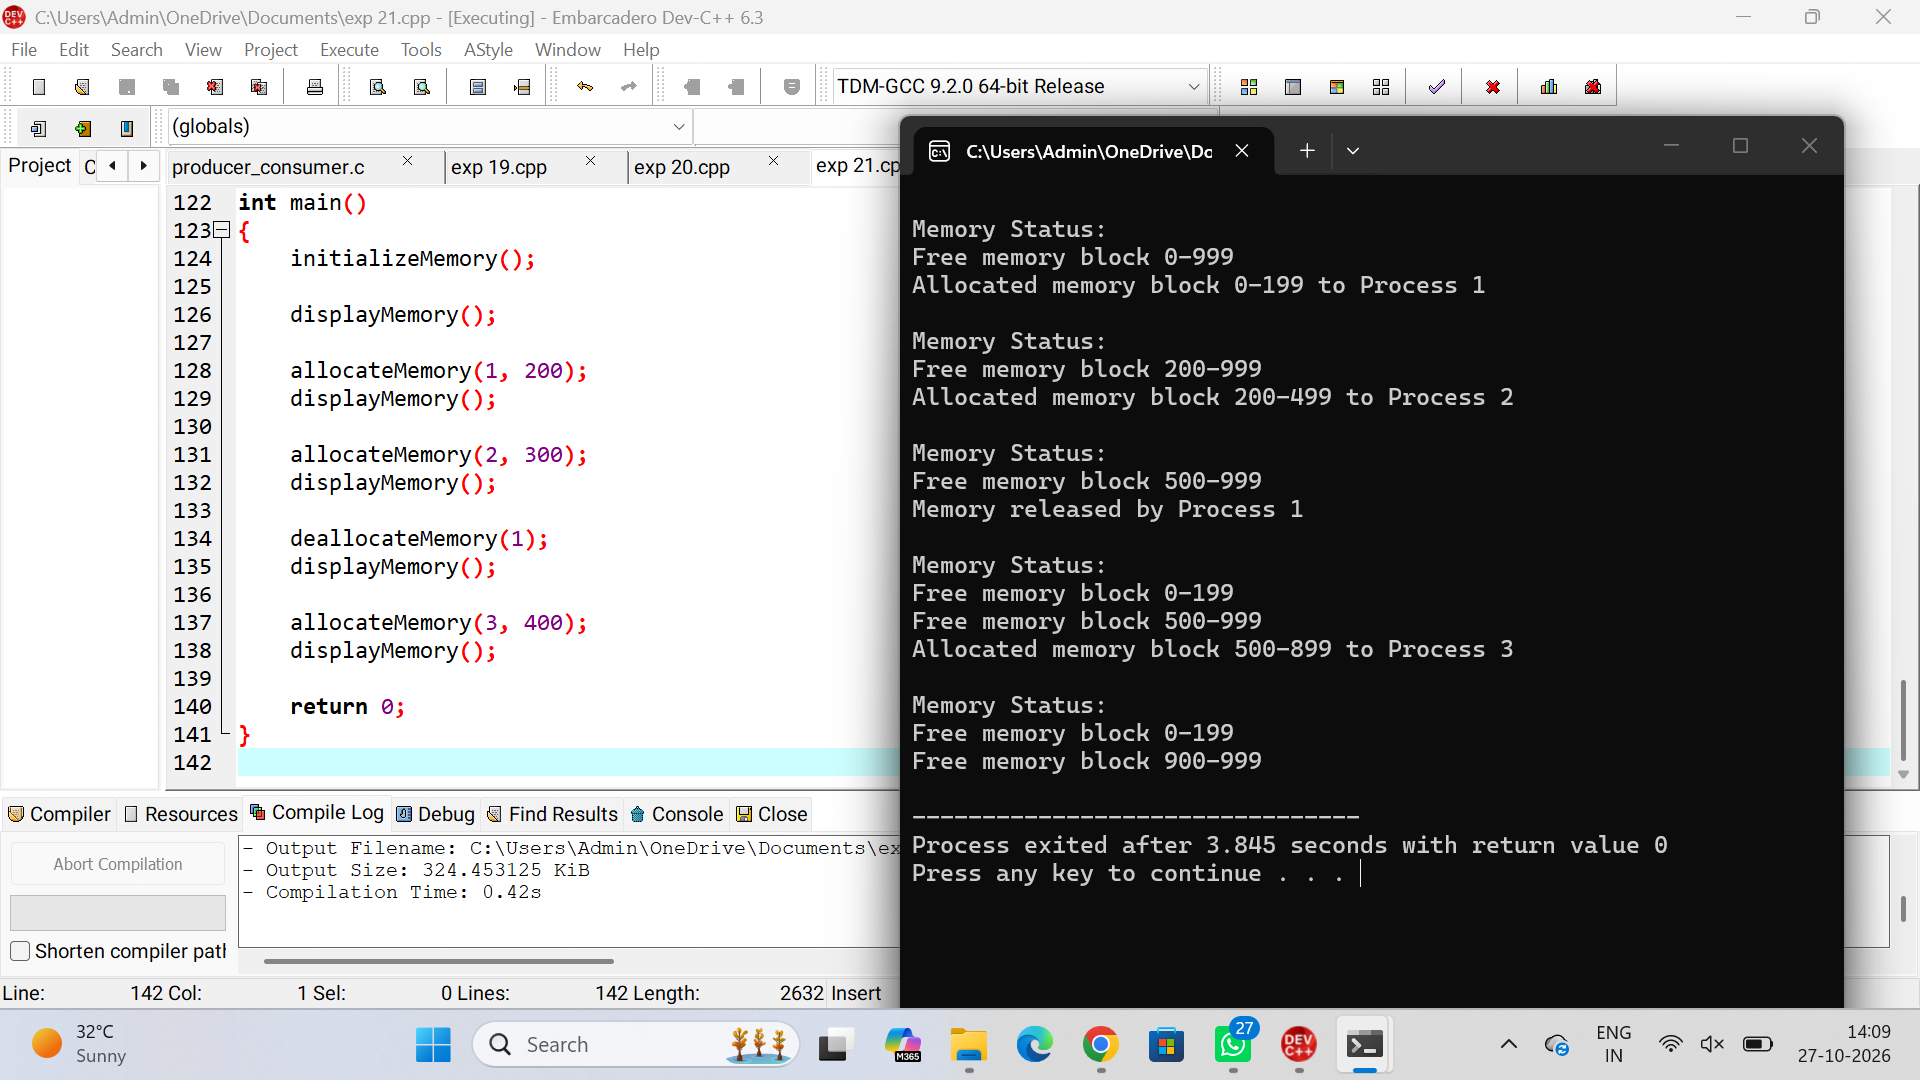 C:\Users\Admin\OneDrive\Documents\exp 21.cpp - [Executing] - Embarcadero Dev-C++ 6.3
File Edit Search View Project Execute Tools AStyle Window Help
TDM-GCC 9.2.0 64-bit Release
(globals)
Project C
producer_consumer.c exp 19.cpp exp 20.cpp exp 21.cp
122 int main()
123 {
124 initializeMemory();
125
126 displayMemory();
127
128 allocateMemory(1, 200);
129 displayMemory();
130
131 allocateMemory(2, 300);
132 displayMemory();
133
134 deallocateMemory(1);
135 displayMemory();
136
137 allocateMemory(3, 400);
138 displayMemory();
139
140 return 0;
141 }
142
C:\Users\Admin\OneDrive\Dc
Memory Status:
Free memory block 0-999
Allocated memory block 0-199 to Process 1
Memory Status:
Free memory block 200-999
Allocated memory block 200-499 to Process 2
Memory Status:
Free memory block 500-999
Memory released by Process 1
Memory Status:
Free memory block 0-199
Free memory block 500-999
Allocated memory block 500-899 to Process 3
Memory Status:
Free memory block 0-199
Free memory block 900-999
--------------------------------
Process exited after 3.845 seconds with return value 0
Press any key to continue . . .
Compiler Resources Compile Log Debug Find Results Console Close
Abort Compilation
Shorten compiler path
- Output Filename: C:\Users\Admin\OneDrive\Documents\ex
- Output Size: 324.453125 KiB
- Compilation Time: 0.42s
Line: 142 Col: 1 Sel: 0 Lines: 142 Length: 2632 Insert
32°C
Sunny
Search
M365
27
DEV C++
ENG
IN
14:09
27-10-2026